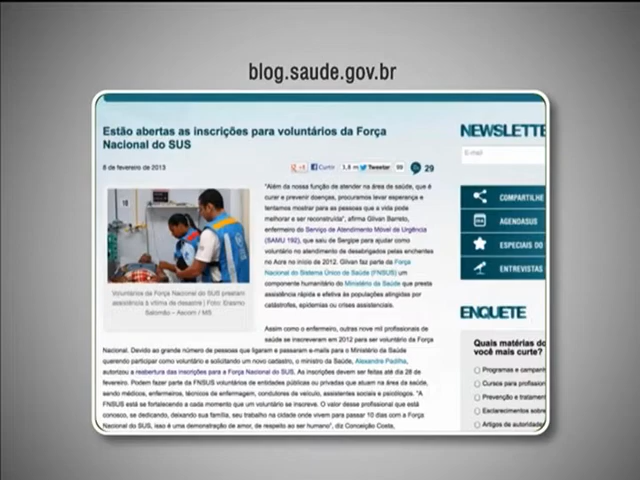 blog.saude.gov.br
Estão abertas as inscrições para voluntários da Força
Nacional do SUS
8 de fevereiro de 2013
+1 Curtir 1.8 m Tweetar 99 29
"Além da nossa função de atender na área de saúde, que é
curar e prevenir doenças, procuramos levar esperança e
tentamos mostrar para as pessoas que a vida pode
melhorar e ser reconstruída", afirma Gilvan Barreto,
enfermeiro do Serviço de Atendimento Móvel de Urgência
(SAMU 192), que saiu de Sergipe para ajudar como
voluntário no atendimento de desabrigados pelas enchentes
no Acre no início de 2012. Gilvan faz parte da Força
Nacional do Sistema Único de Saúde (FNSUS) um
componente humanitário do Ministério da Saúde que presta
assistência rápida e efetiva às populações atingidas por
catástrofes, epidemias ou crises assistenciais.
Voluntários da Força Nacional do SUS prestam
assistência à vítima de desastre | Foto: Erasmo
Salomão – Ascom / MS
Assim como o enfermeiro, outras nove mil profissionais de
saúde se inscreveram em 2012 para ser voluntário da Força
Nacional. Devido ao grande número de pessoas que ligaram e passaram e-mails para o Ministério da Saúde
querendo participar como voluntário e solicitando um novo cadastro, o ministro da Saúde, Alexandre Padilha,
autorizou a reabertura das inscrições para a Força Nacional do SUS. As inscrições devem ser feitas até dia 28 de
fevereiro. Podem fazer parte da FNSUS voluntários de entidades públicas ou privadas que atuam na área da saúde,
sendo médicos, enfermeiros, técnicos de enfermagem, condutores de veículo, assistentes sociais e psicólogos. "A
FNSUS está se fortalecendo a cada momento que um voluntário se inscreve. O valor desse profissional que está
conosco, se dedicando, deixando sua família, seu trabalho na cidade onde vivem para passar 10 dias com a Força
Nacional do SUS, isso é uma demonstração de amor, de respeito ao ser humano", diz Conceição Costa,
NEWSLETTE
E-mail
COMPARTILHE
AGENDASUS
ESPECIAIS DO
ENTREVISTAS
ENQUETE
Quais matérias do
você mais curte?
Programas e campan
Cursos para profission
Prevenção e tratamen
Esclarecimentos sobre
Artigos de autoridade